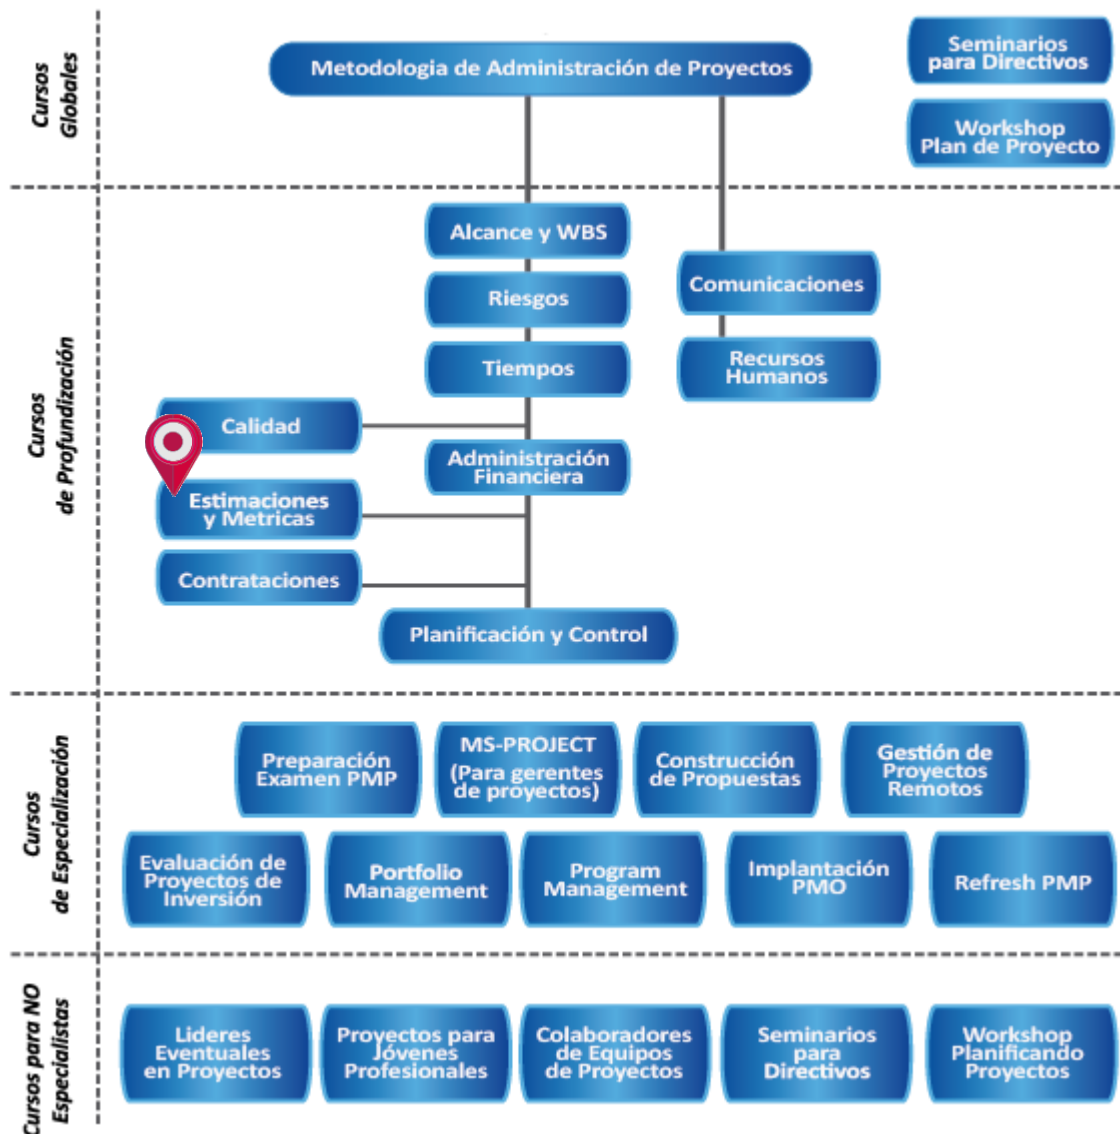 Cursos
Globales
Metodologia de Administración de Proyectos
Seminarios
para Directivos
Workshop
Plan de Proyecto
Cursos
de Profundización
Alcance y WBS
Riesgos
Tiempos
Comunicaciones
Recursos
Humanos
Calidad
Administración
Financiera
Estimaciones
y Metricas
Contrataciones
Planificación y Control
Cursos
de Especialización
Preparación
Examen PMP
MS-PROJECT
(Para gerentes
de proyectos)
Construcción
de Propuestas
Gestión de
Proyectos
Remotos
Evaluación de
Proyectos de
Inversión
Portfolio
Management
Program
Management
Implantación
PMO
Refresh PMP
Cursos para NO
Especialistas
Lideres
Eventuales
en Proyectos
Proyectos para
Jóvenes
Profesionales
Colaboradores
de Equipos
de Proyectos
Seminarios
para
Directivos
Workshop
Planificando
Proyectos